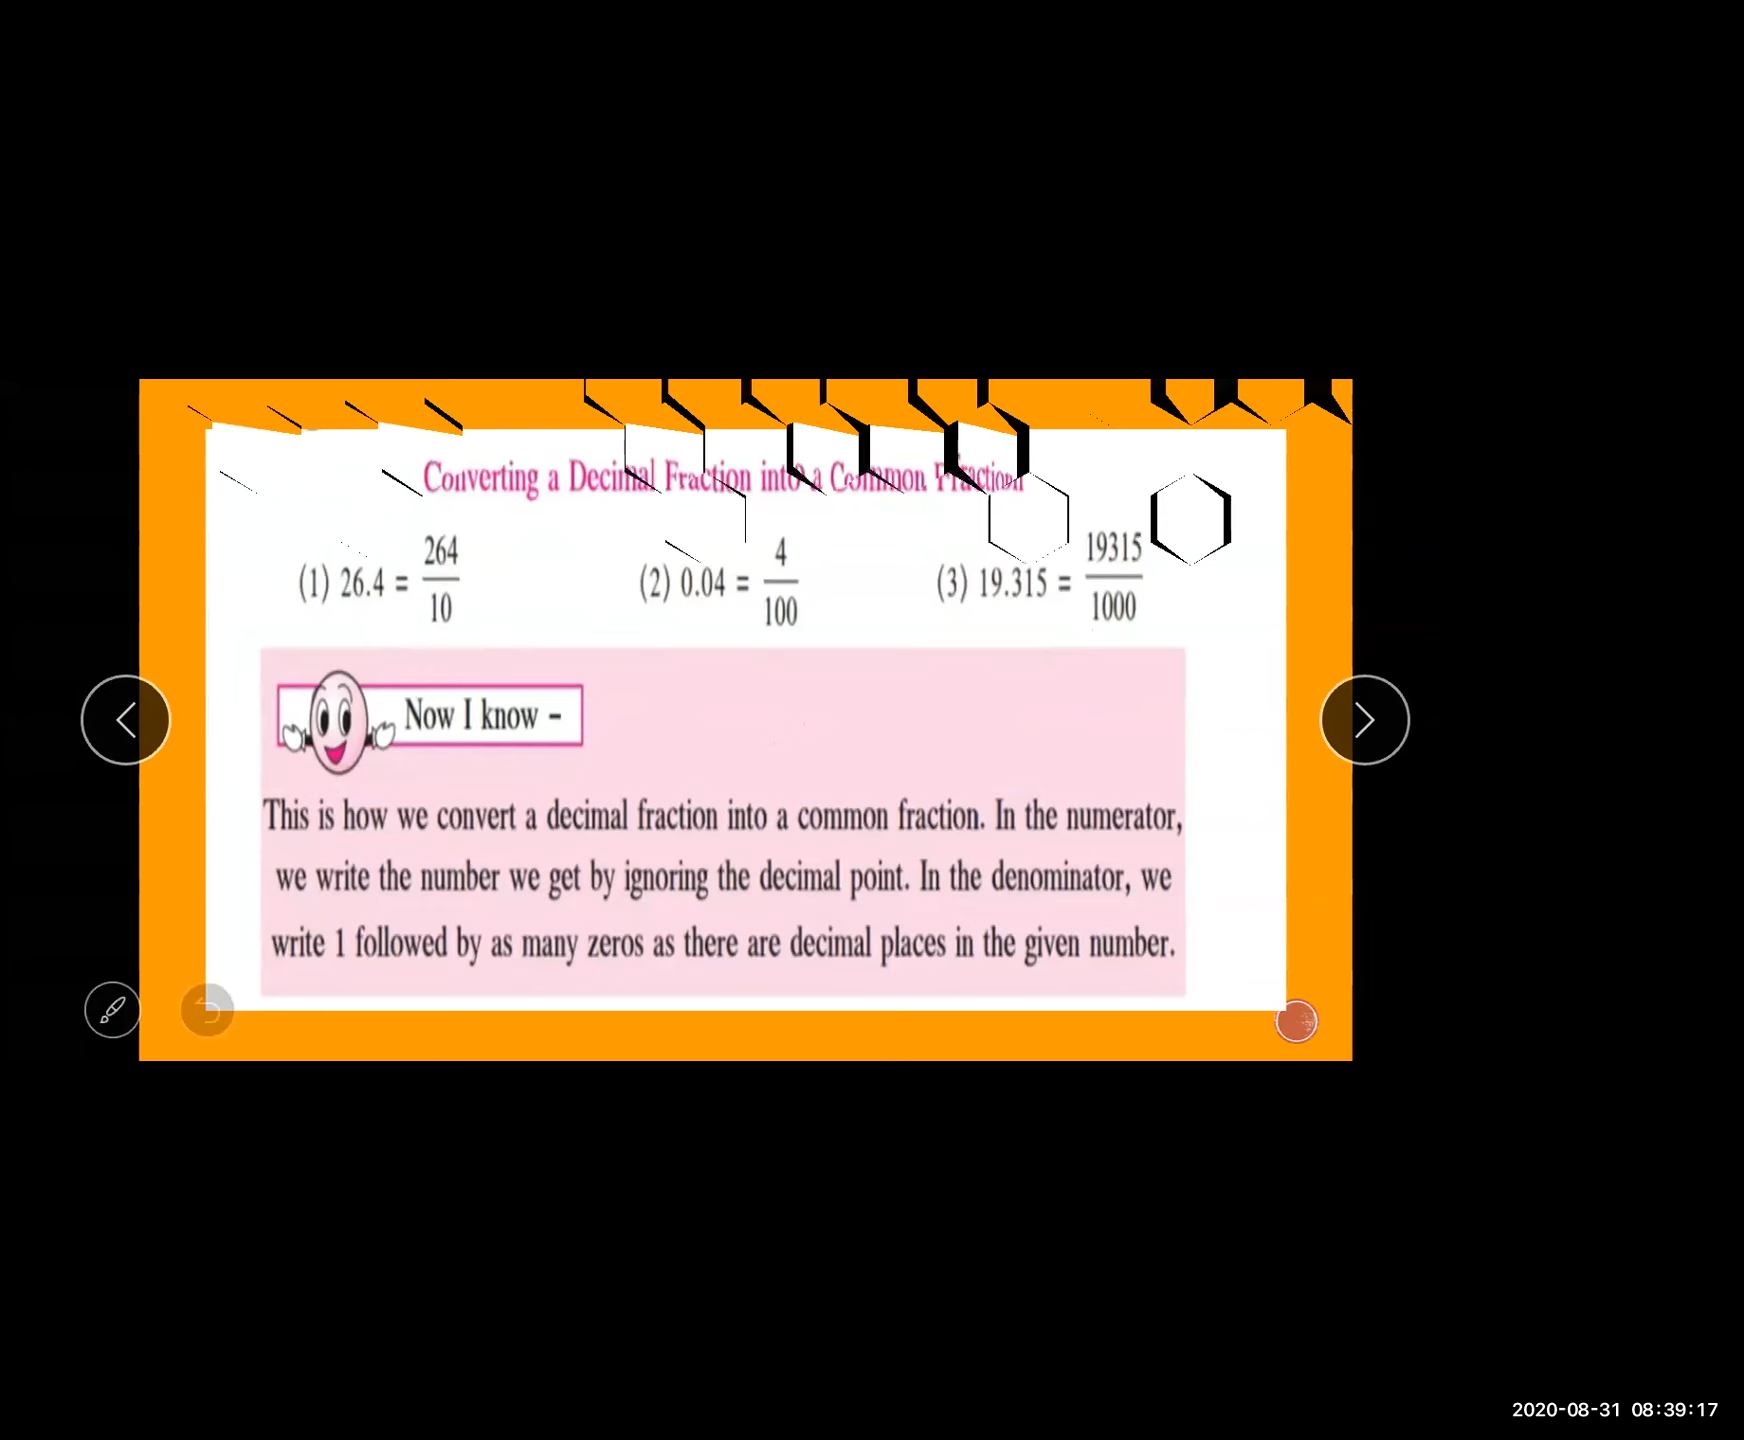 Converting a Decimal Fraction into a Common Fraction
(1) 26.4 = 264/10 (2) 0.04 = 4/100 (3) 19.315 = 19315/1000
Now I know -
This is how we convert a decimal fraction into a common fraction. In the numerator,
we write the number we get by ignoring the decimal point. In the denominator, we
write 1 followed by as many zeros as there are decimal places in the given number.
2020-08-31 08:39:17